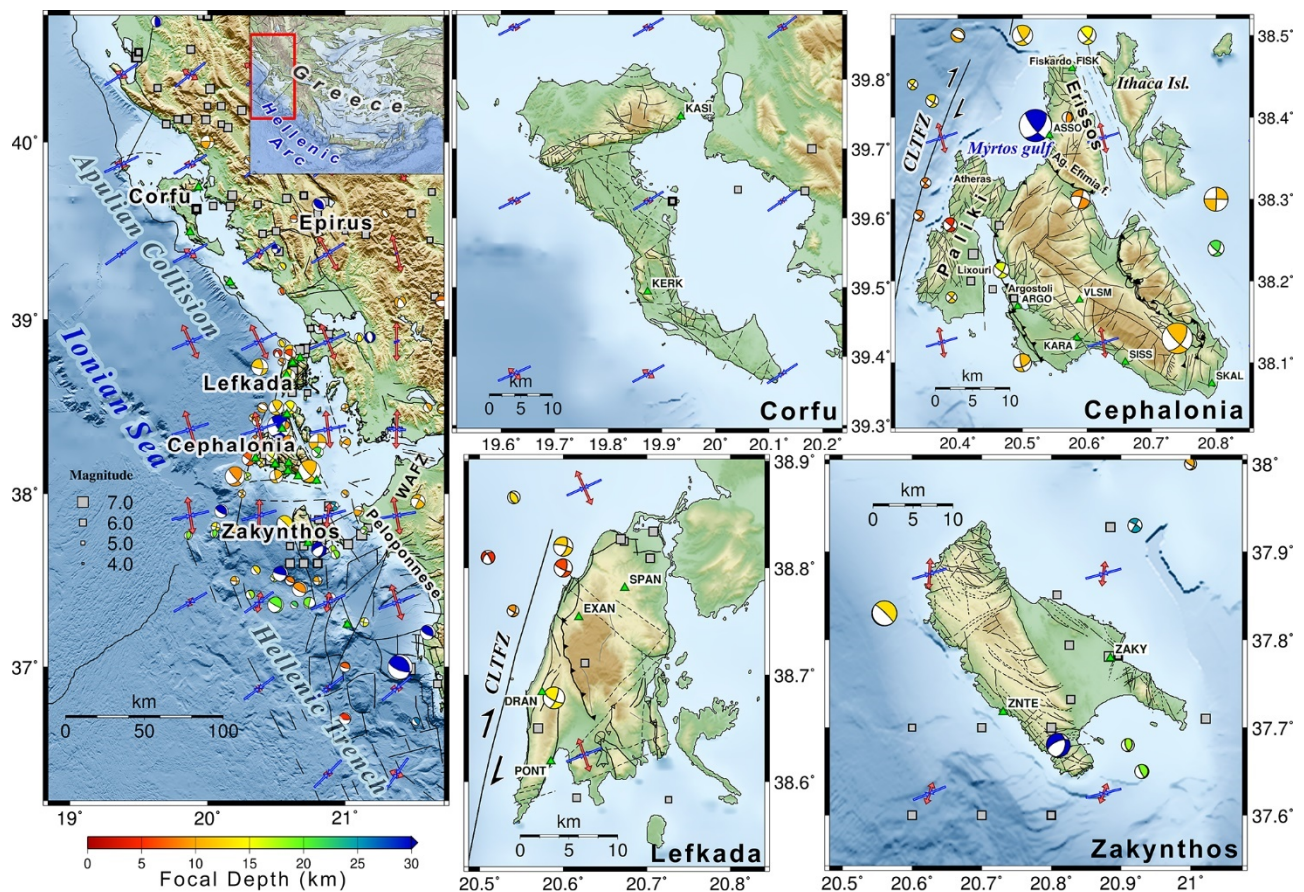 Greece
Hellenic
Arc
40°
39°
38°
37°
19°
20°
21°
Apulian Collision
Corfu
Epirus
Ionian Sea
Lefkada
Cephalonia
WAFZ
Zakynthos
Peloponnese
Hellenic Trench
Magnitude
7.0
6.0
5.0
4.0
km
0
50
100
0
5
10
15
20
25
30
Focal Depth (km)
KASI
KERK
km
0
5
10
Corfu
39.8°
39.7°
39.6°
39.5°
39.4°
39.3°
19.6°
19.7°
19.8°
19.9°
20°
20.1°
20.2°
Fiskardo
FISK
Ithaca Isl.
Erissos
CLTFZ
ASSO
Myrtos gulf
Ag. Efimia f.
Atheras
Paliki
Lixouri
Argostoli
ARGO
VLSM
KARA
SISS
SKAL
km
0
5
10
Cephalonia
38.5°
38.4°
38.3°
38.2°
38.1°
20.4°
20.5°
20.6°
20.7°
20.8°
SPAN
EXAN
CLTFZ
DRAN
PONT
km
0
5
10
Lefkada
38.9°
38.8°
38.7°
38.6°
20.5°
20.6°
20.7°
20.8°
km
0
5
10
ZAKY
ZNTE
Zakynthos
38°
37.9°
37.8°
37.7°
37.6°
20.5°
20.6°
20.7°
20.8°
20.9°
21°
21.1°